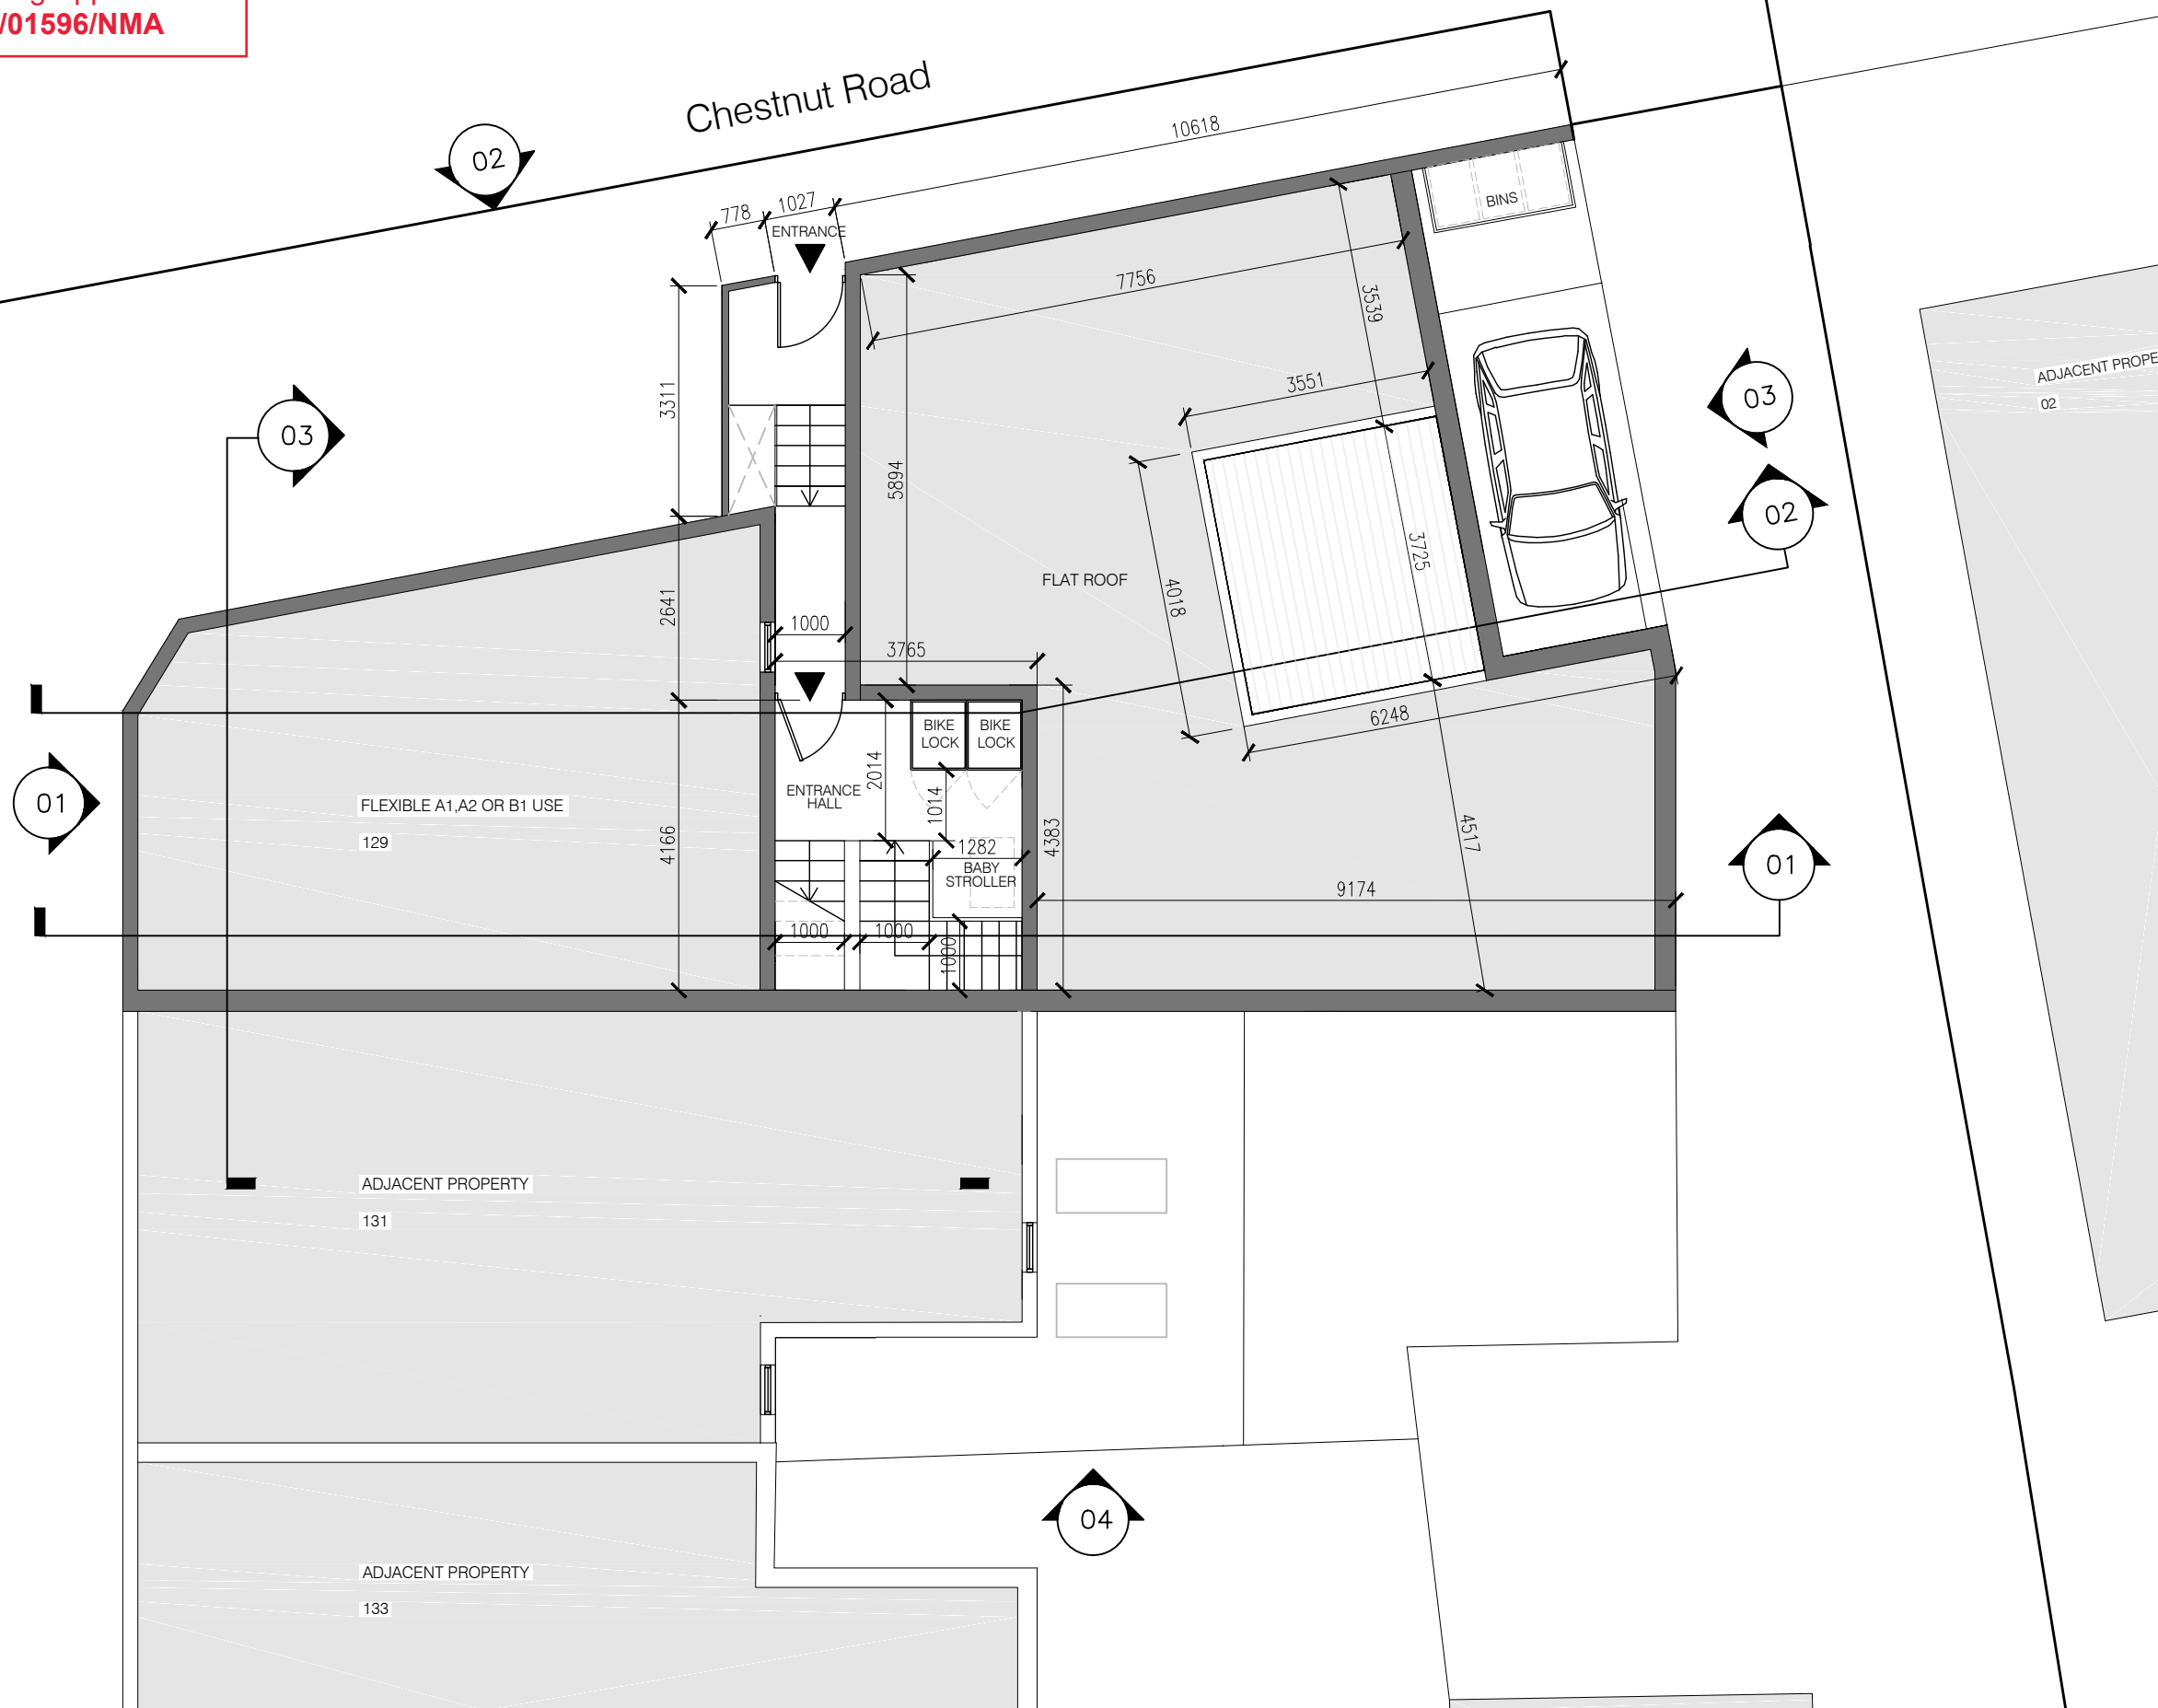 /01596/NMA
Chestnut Road
02
10618
778
1027
ENTRANCE
BINS
7756
3539
3551
3311
03
5894
ADJACENT PROPE
02
03
02
3725
4018
FLAT ROOF
2641
1000
3765
6248
BIKE
LOCK
BIKE
LOCK
2014
ENTRANCE
HALL
1014
4383
4166
FLEXIBLE A1,A2 OR B1 USE
129
01
1282
BABY
STROLLER
4517
9174
01
1000
1000
1000
ADJACENT PROPERTY
131
04
ADJACENT PROPERTY
133